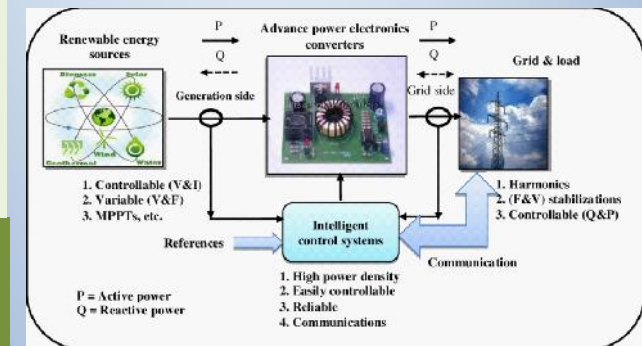 Renewable energy
sources
P
Q
Advance power electronics
converters
P
Q
Grid & load
Biomass
Solar
Wind
Geothermal
Water
Generation side
Grid side
1. Controllable (V&I)
2. Variable (V&F)
3. MPPTs, etc.
1. Harmonics
2. (F&V) stabilizations
3. Controllable (Q&P)
References
Intelligent
control systems
Communication
1. High power density
2. Easily controllable
3. Reliable
4. Communications
P = Active power
Q = Reactive power